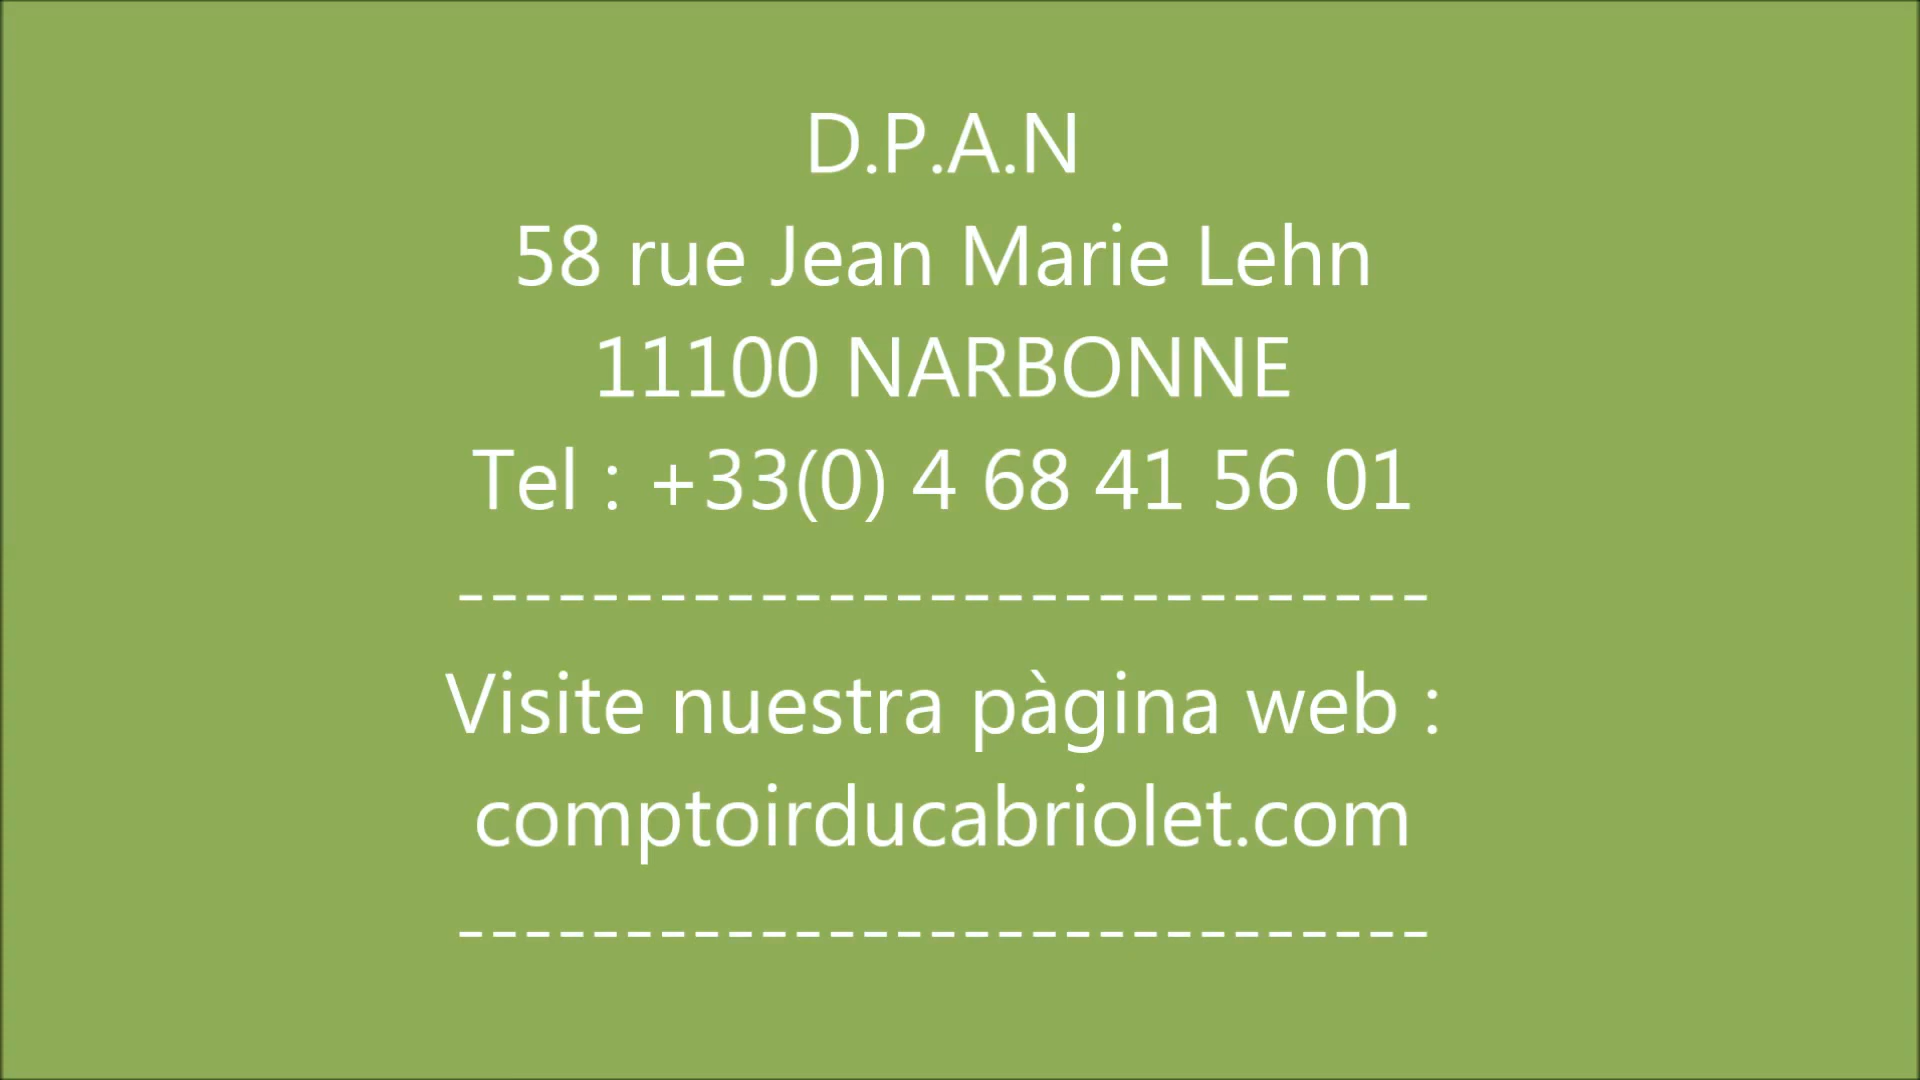 D.P.A.N
58 rue Jean Marie Lehn
11100 NARBONNE
Tel : +33(0) 4 68 41 56 01
-----------------------------
Visite nuestra pàgina web :
comptoirducabriolet.com
-----------------------------